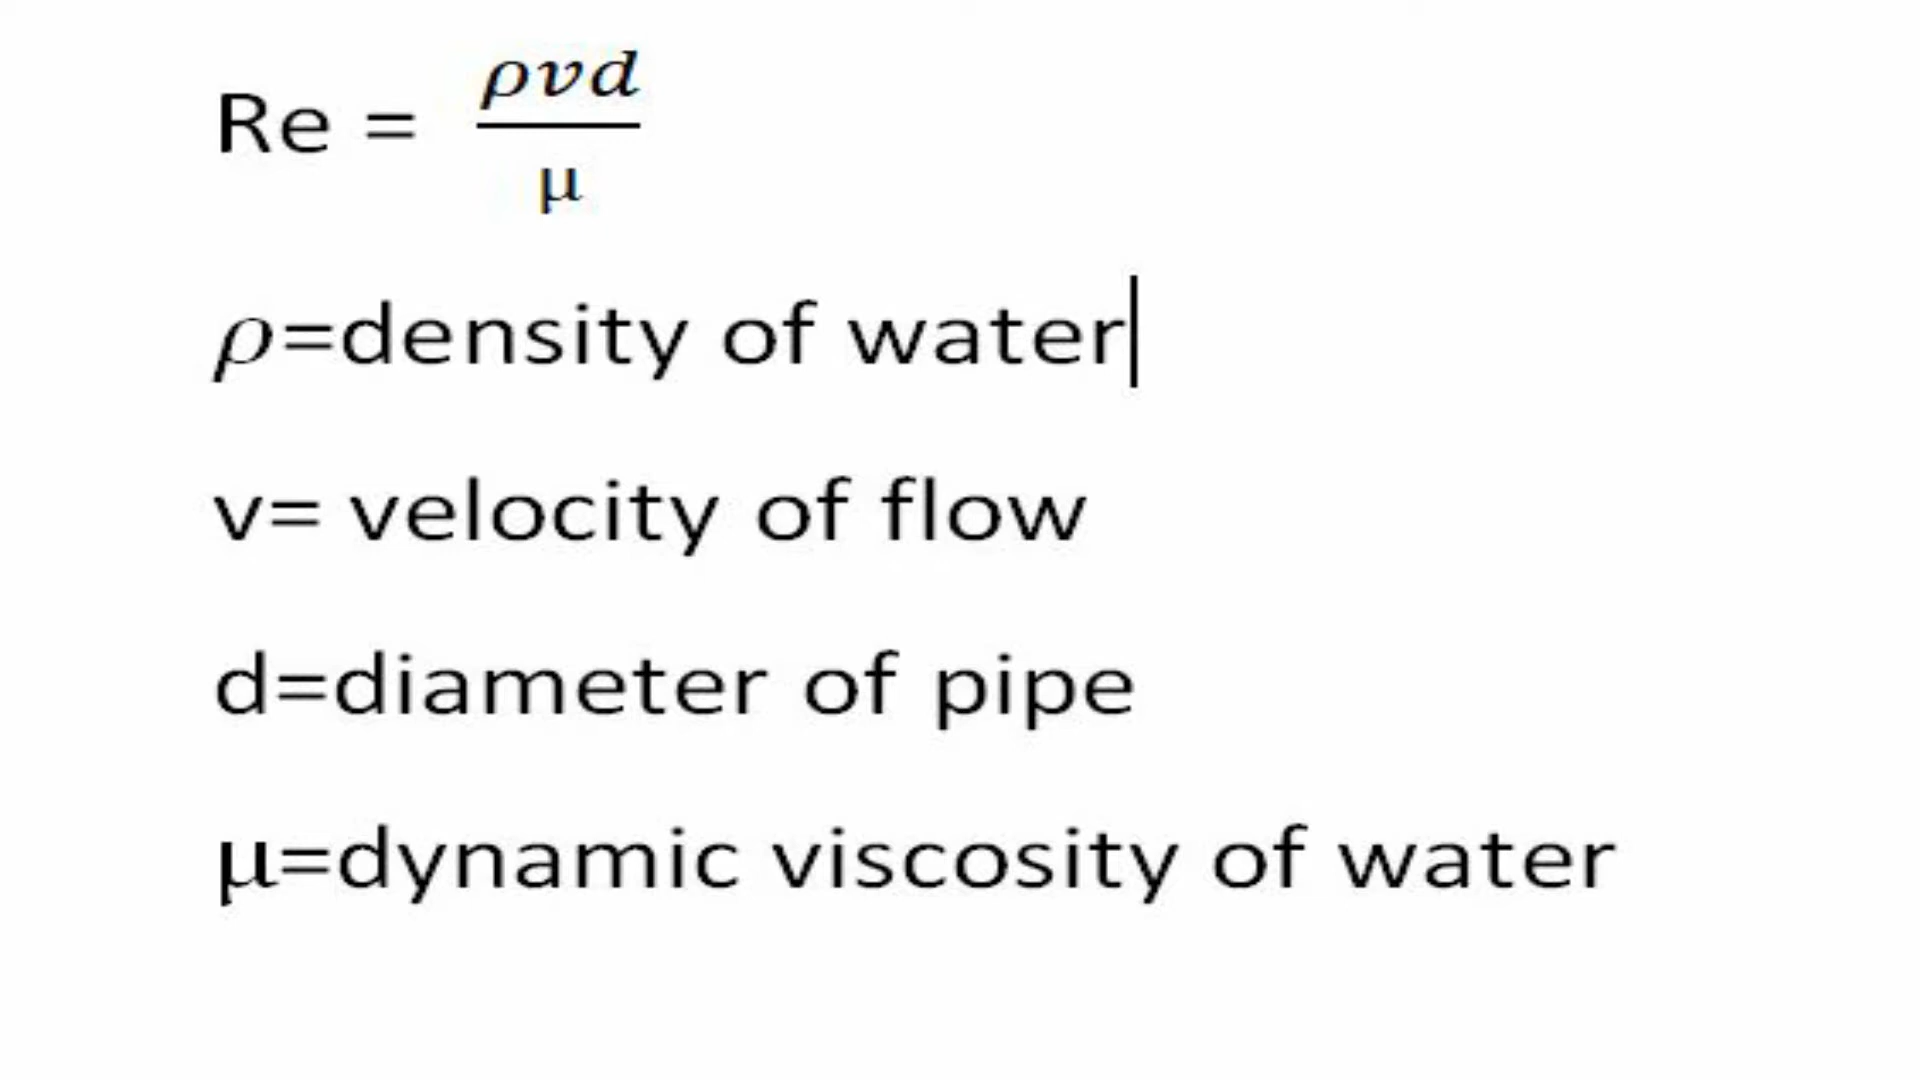 Re = ρvd/μ
ρ=density of water
v= velocity of flow
d=diameter of pipe
μ=dynamic viscosity of water